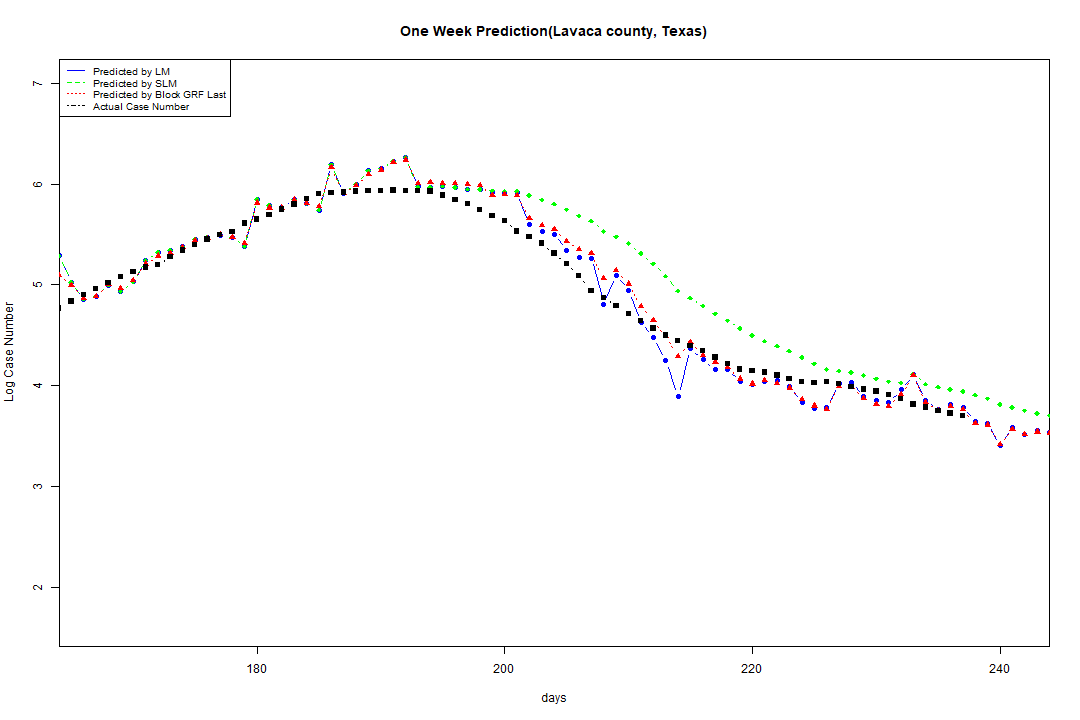 One Week Prediction(Lavaca county, Texas)
Predicted by LM
Predicted by SLM
Predicted by Block GRF Last
Actual Case Number
7
6
5
4
3
2
Log Case Number
180
200
220
240
days